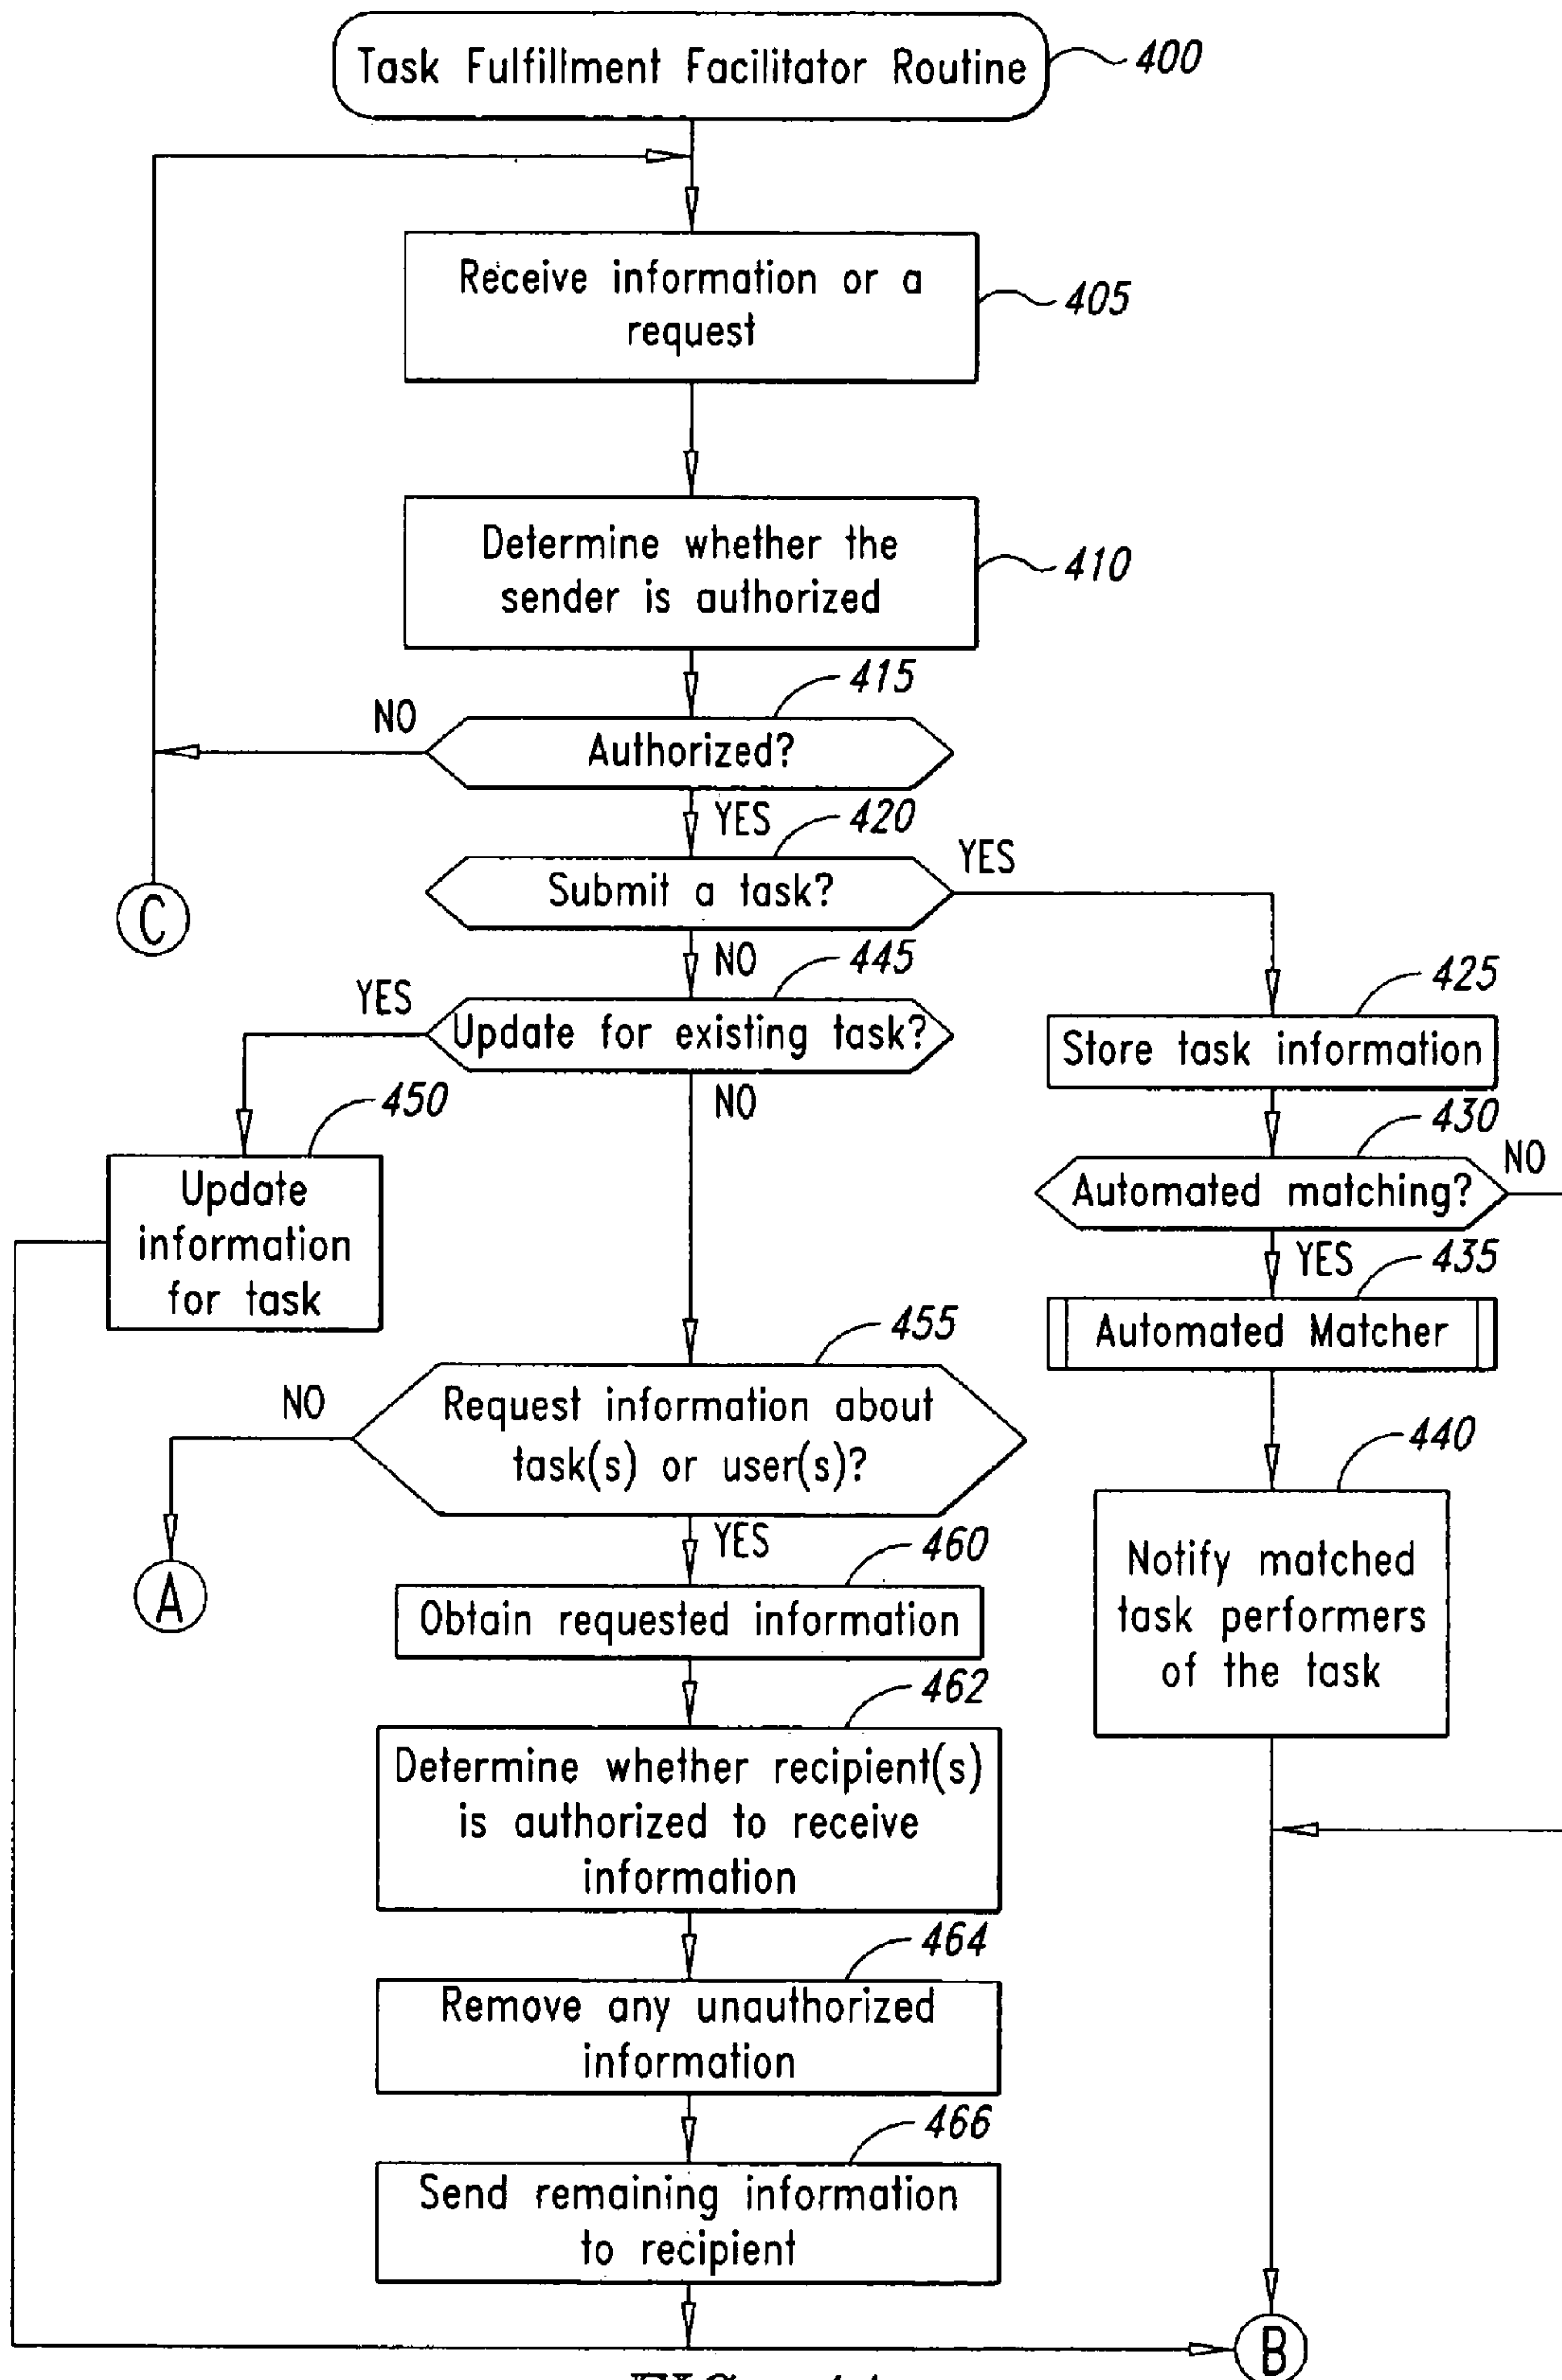 Task Fulfillment Facilitator Routine
400
Receive information or a
request
405
Determine whether the
sender is authorized
410
415
NO
Authorized?
YES
420
YES
Submit a task?
C
NO
445
425
YES
Update for existing task?
Store task information
NO
450
430
NO
Update
information
for task
Automated matching?
YES
435
455
Automated Matcher
NO
Request information about
task(s) or user(s)?
440
YES
460
A
Notify matched
task performers
of the task
Obtain requested information
462
Determine whether recipient(s)
is authorized to receive
information
464
Remove any unauthorized
information
466
Send remaining information
to recipient
B